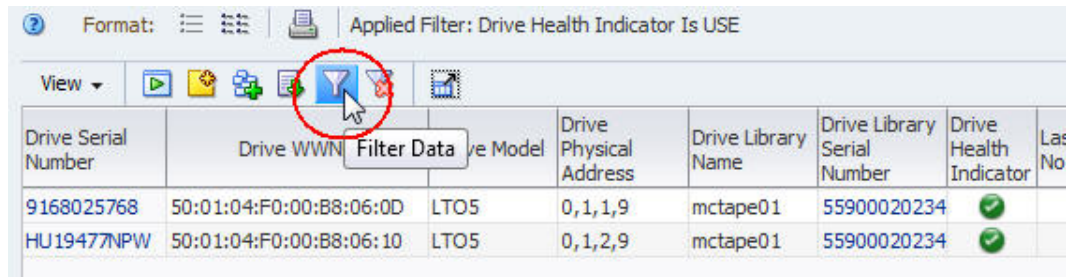 Format: Applied Filter: Drive Health Indicator Is USE
View
Filter Data
Drive Serial Number Drive WWN ve Model Drive Physical Address Drive Library Name Drive Library Serial Number Drive Health Indicator Las No
9168025768 50:01:04:F0:00:B8:06:0D LTO5 0,1,1,9 mctape01 55900020234
HU19477NPW 50:01:04:F0:00:B8:06:10 LTO5 0,1,2,9 mctape01 55900020234